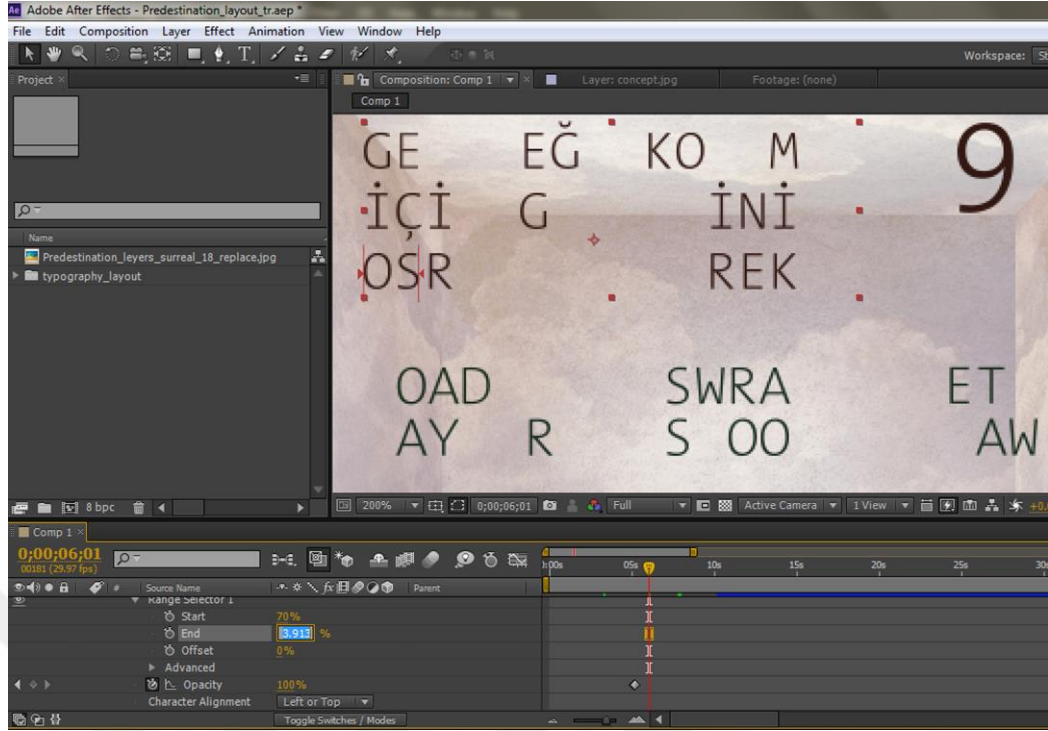 Adobe After Effects - Predestination_layout_tr.aep *
File Edit Composition Layer Effect Animation View Window Help
Workspace:
Project
Composition: Comp 1 Layer: concept.jpg Footage: (none)
Comp 1
GE EĞ KO M 9
İÇİ G İNİ
OSR REK
OAD SWRA ET
AY R S OO AW
Name
Predestination_leyers_surreal_18_replace.jpg
typography_layout
8 bpc
200% 0;00;06;01 Full Active Camera 1 View +0.
Comp 1
0;00;06;01
00181 (29.97 fps)
):00s 05s 10s 15s 20s 25s 30s
# Source Name Parent
Range Selector 1
Start 70%
End 3.913 %
Offset 0%
Advanced
Opacity 100%
Character Alignment Left or Top
Toggle Switches / Modes